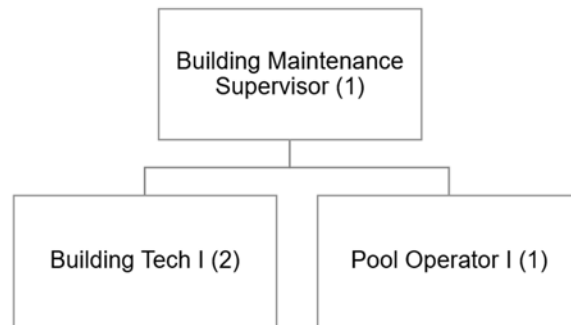 Building Maintenance
Supervisor (1)
Building Tech I (2)
Pool Operator I (1)